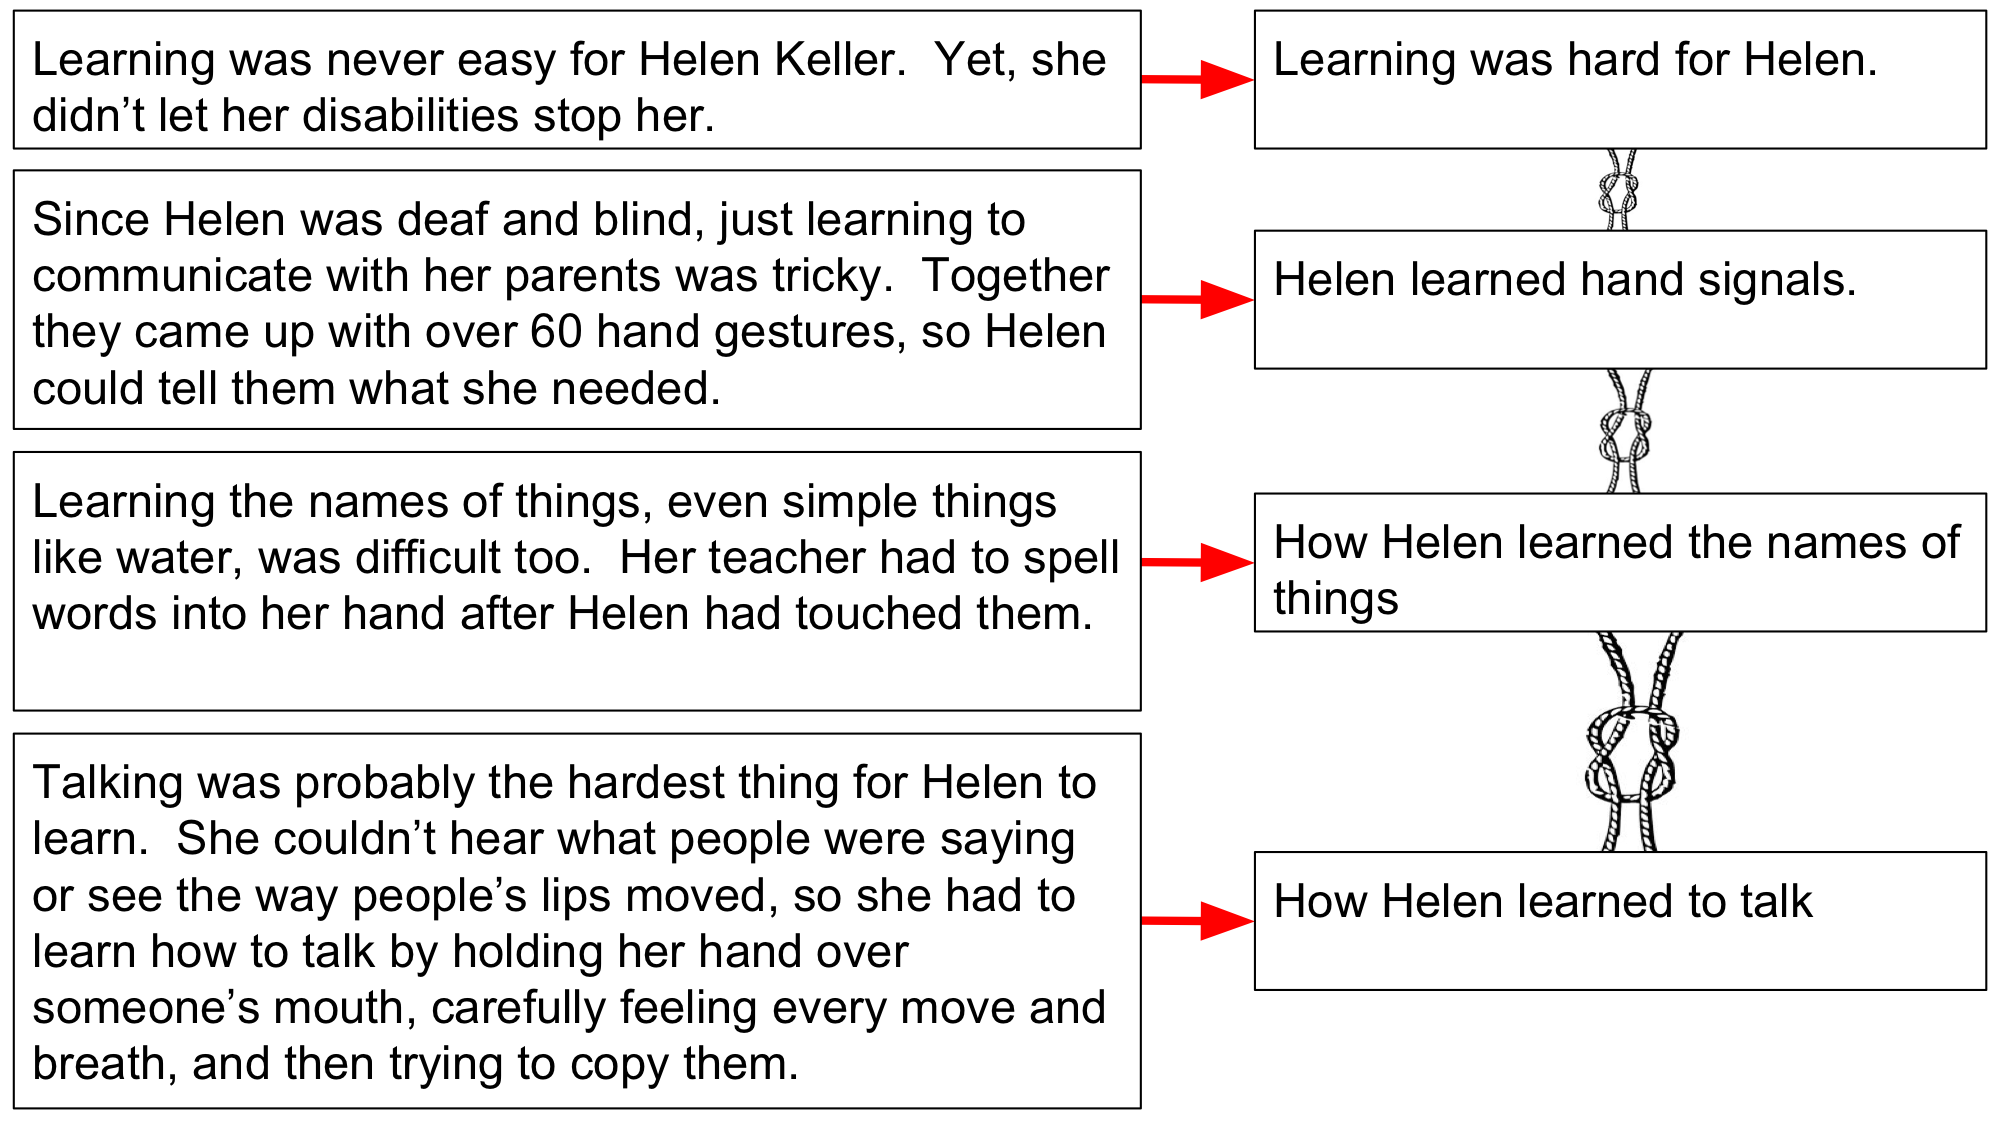 Learning was never easy for Helen Keller.  Yet, she
didn’t let her disabilities stop her.
Learning was hard for Helen.
Since Helen was deaf and blind, just learning to
communicate with her parents was tricky.  Together
they came up with over 60 hand gestures, so Helen
could tell them what she needed.
Helen learned hand signals.
Learning the names of things, even simple things
like water, was difficult too.  Her teacher had to spell
words into her hand after Helen had touched them.
How Helen learned the names of
things
Talking was probably the hardest thing for Helen to
learn.  She couldn’t hear what people were saying
or see the way people’s lips moved, so she had to
learn how to talk by holding her hand over
someone’s mouth, carefully feeling every move and
breath, and then trying to copy them.
How Helen learned to talk